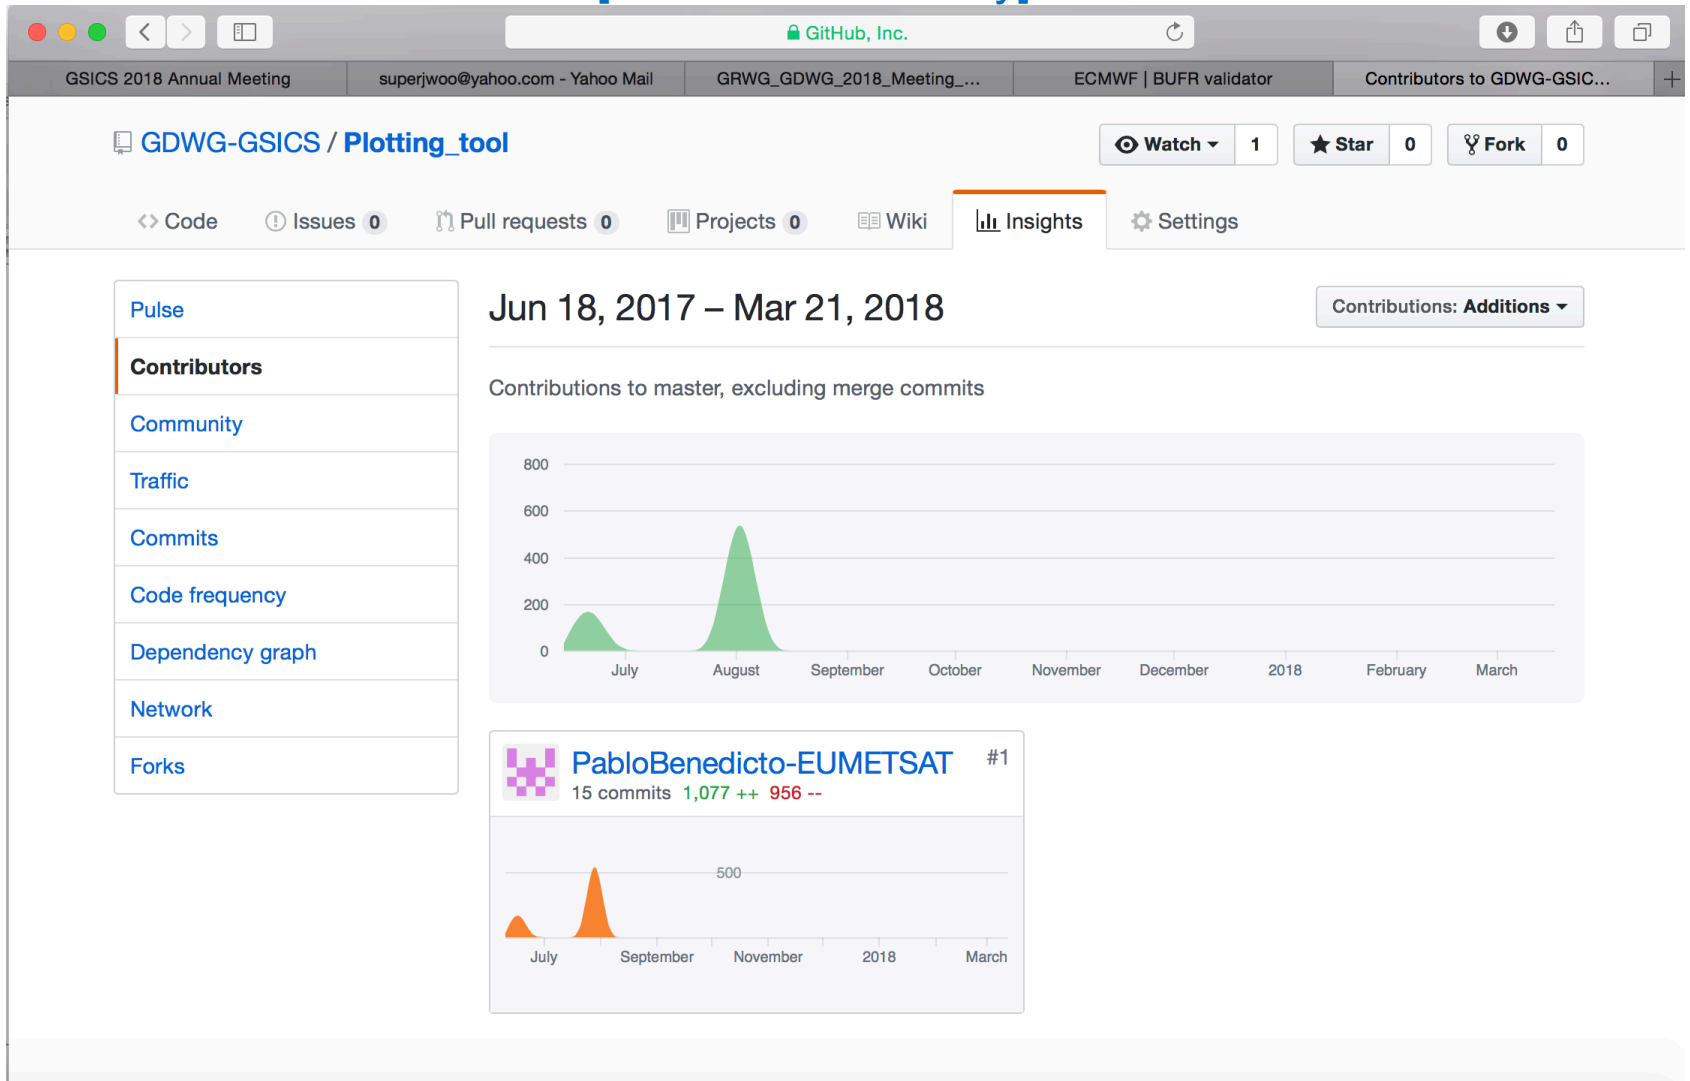 GitHub, Inc.
GSICS 2018 Annual Meeting
superjwoo@yahoo.com - Yahoo Mail
GRWG_GDWG_2018_Meeting_...
ECMWF | BUFR validator
Contributors to GDWG-GSIC...
GDWG-GSICS / Plotting_tool
Watch 1
Star 0
Fork 0
Code
Issues 0
Pull requests 0
Projects 0
Wiki
Insights
Settings
Pulse
Contributors
Community
Traffic
Commits
Code frequency
Dependency graph
Network
Forks
Jun 18, 2017 – Mar 21, 2018
Contributions: Additions
Contributions to master, excluding merge commits
800
600
400
200
0
July August September October November December 2018 February March
PabloBenedicto-EUMETSAT #1
15 commits 1,077 ++ 956 --
500
July September November 2018 March